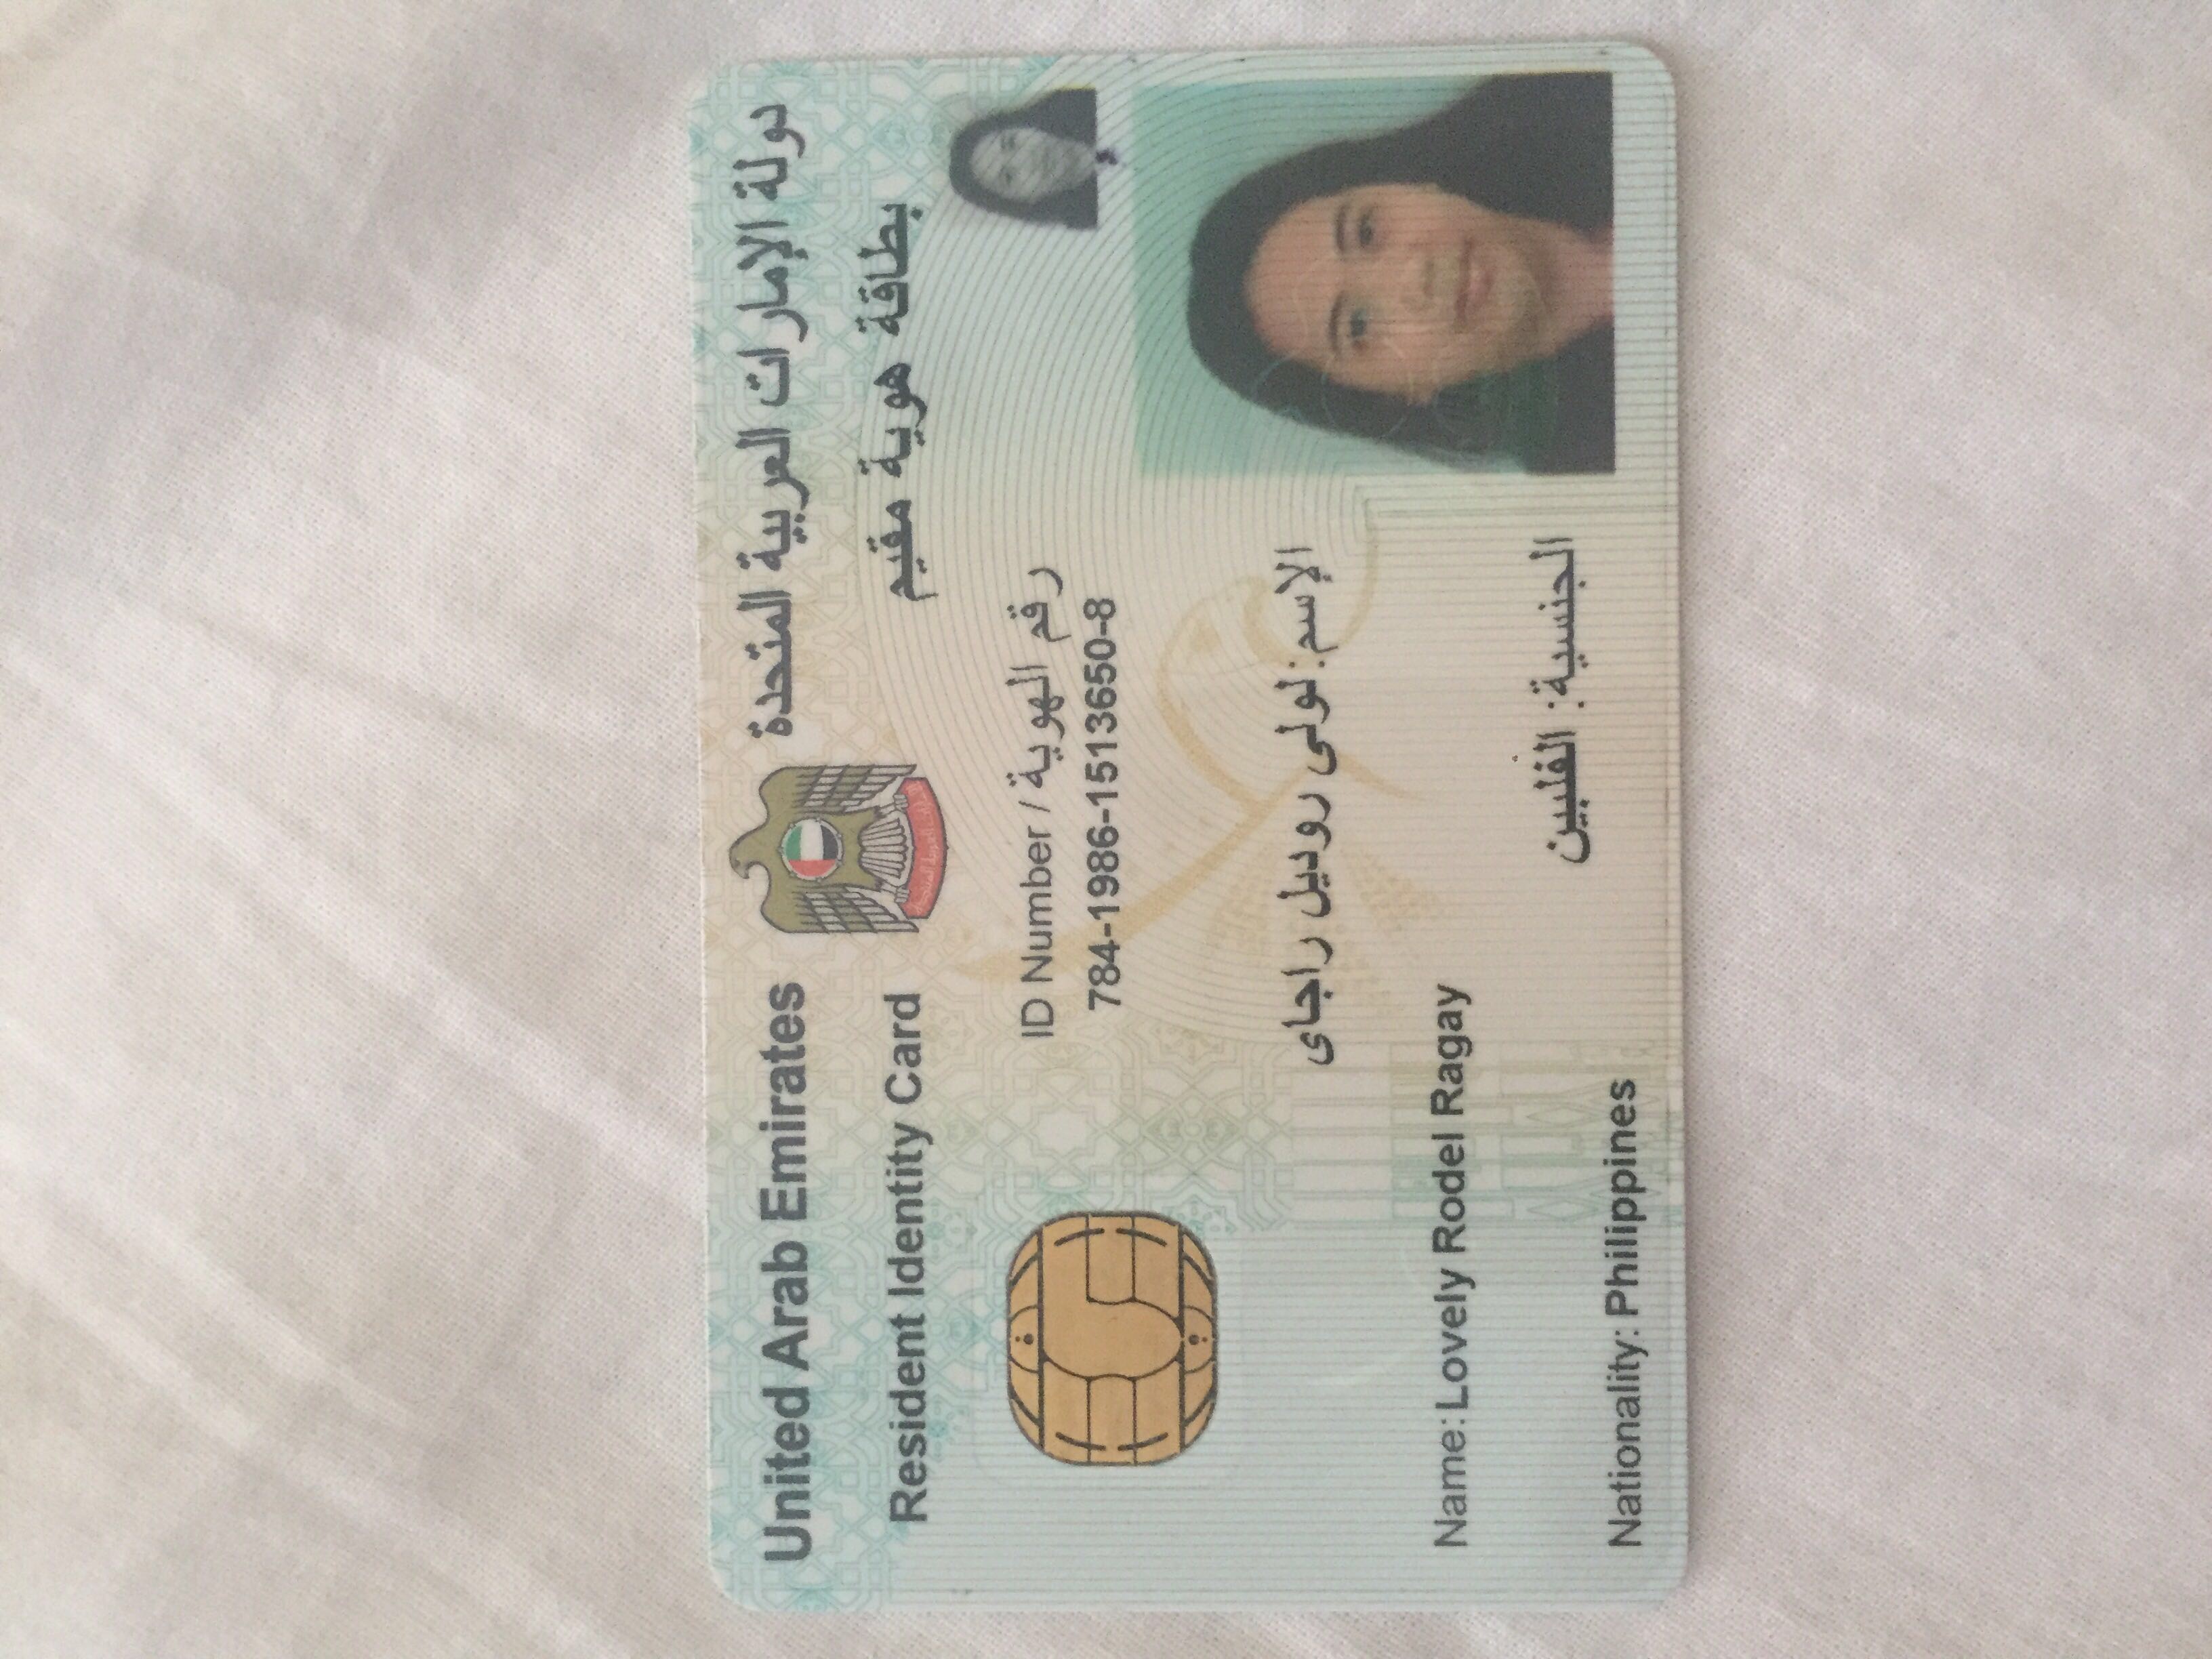 United Arab Emirates
دولة الإمارات العربية المتحدة
Resident Identity Card
بطاقة هوية مقيم
ID Number / رقم الهوية
784-1986-1513650-8
الإسم: لولى روديل راجاى
Name: Lovely Rodel Ragay
الجنسية: الفلبين
Nationality: Philippines